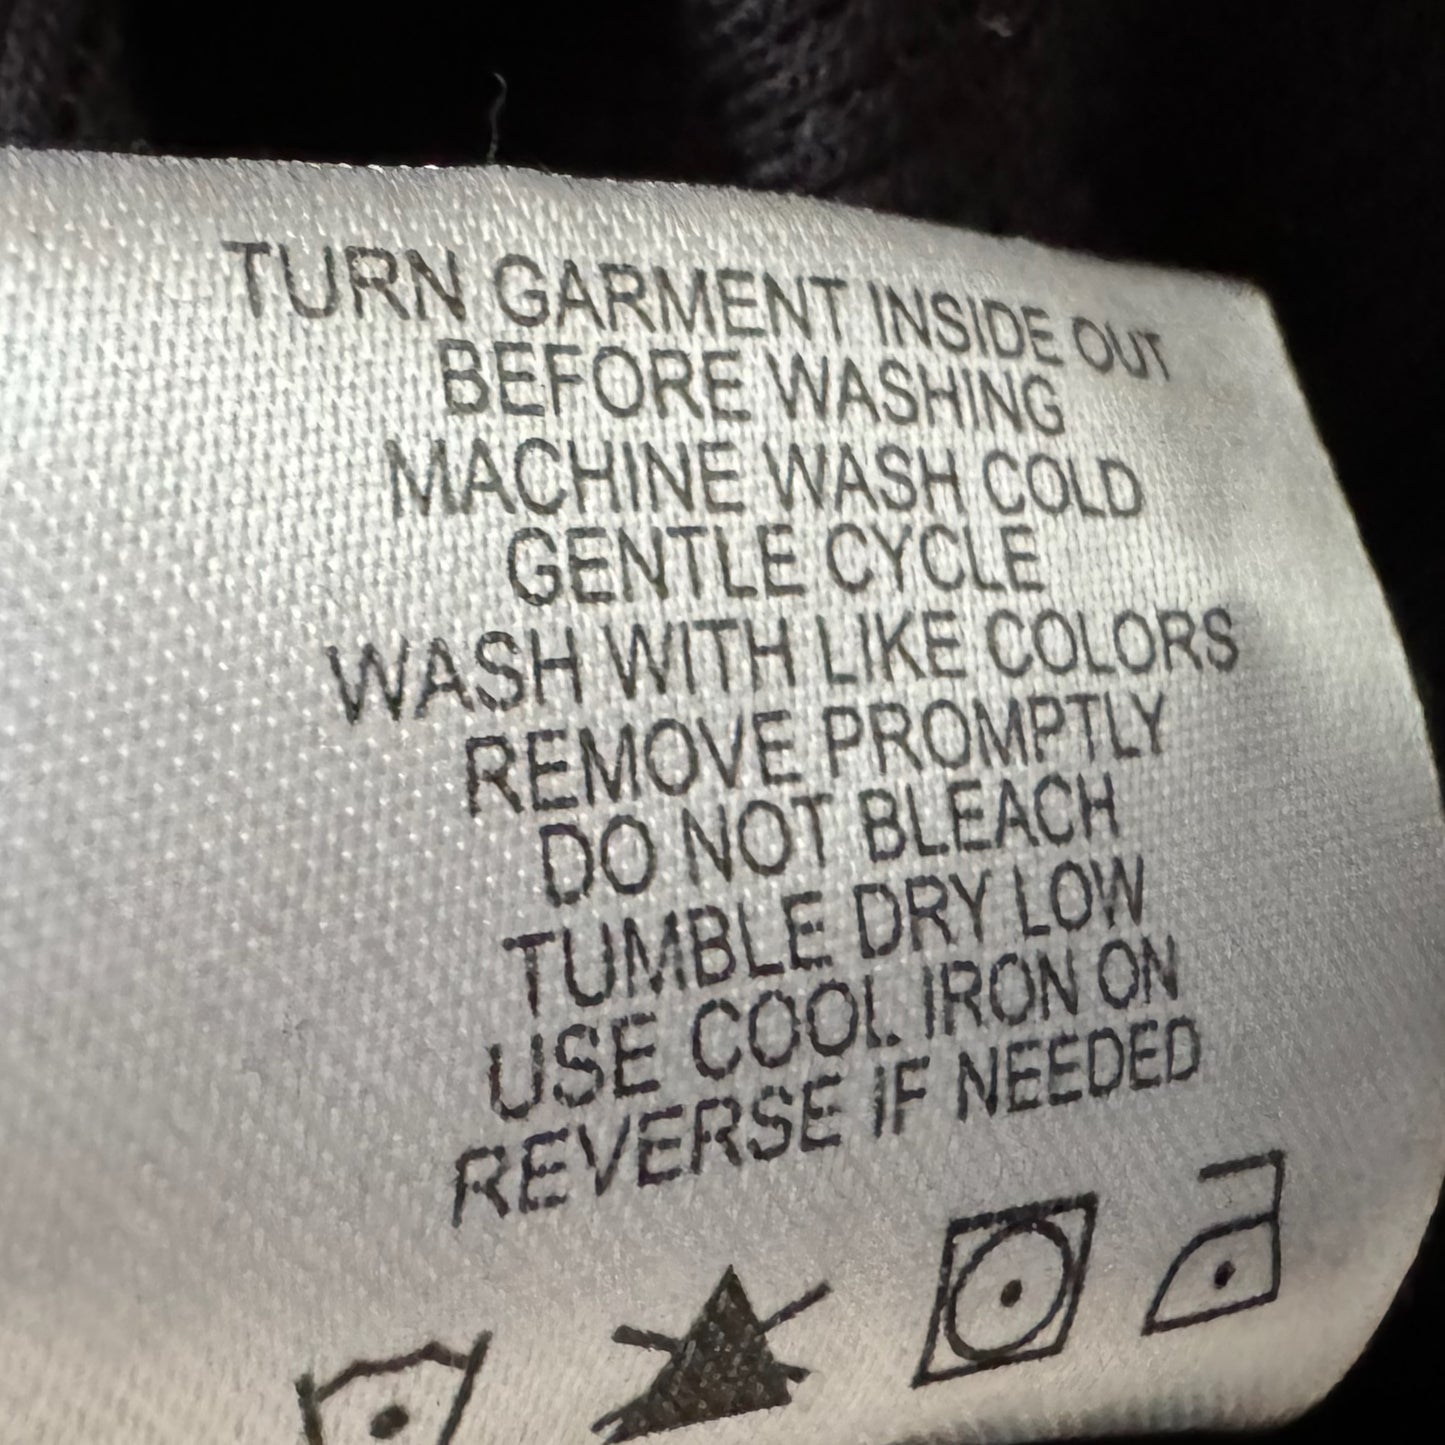 TURN GARMENT INSIDE OUT
BEFORE WASHING
MACHINE WASH COLD
GENTLE CYCLE
WASH WITH LIKE COLORS
REMOVE PROMPTLY
DO NOT BLEACH
TUMBLE DRY LOW
USE COOL IRON ON
REVERSE IF NEEDED